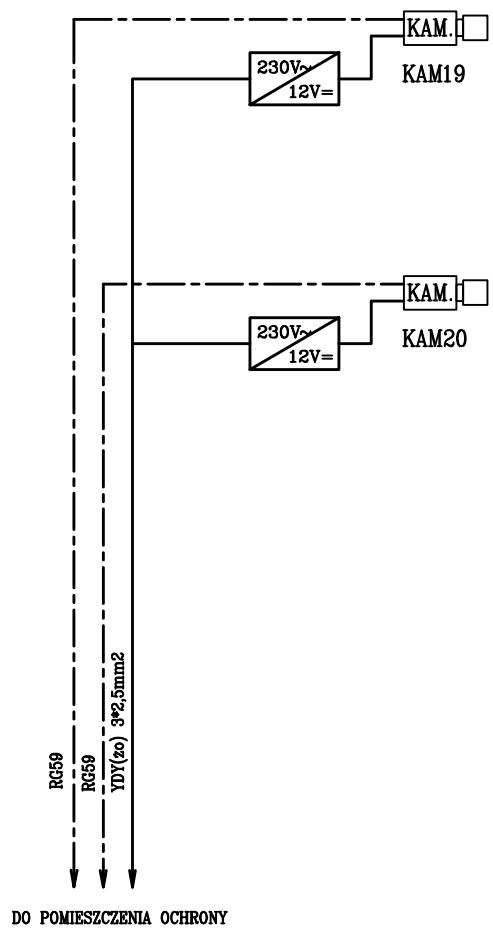 KAM.
230V~
12V=
KAM19
KAM.
230V~
12V=
KAM20
RG59
RG59
YDY(żo) 3*2,5mm2
DO POMIESZCZENIA OCHRONY